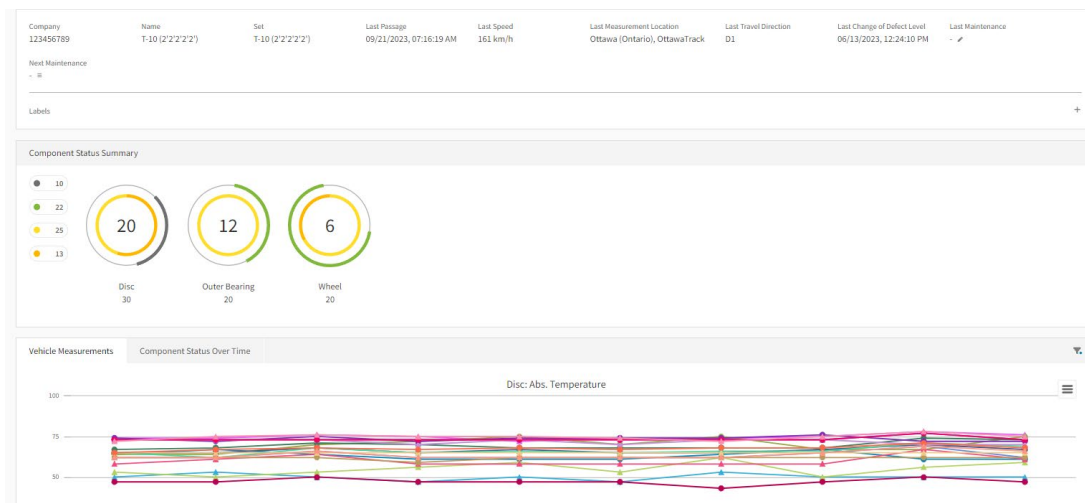 Company Name Set Last Passage Last Speed Last Measurement Location Last Travel Direction Last Change of Defect Level Last Maintenance
123456789 T-10 (2'2'2'2'2') T-10 (2'2'2'2'2') 09/21/2023, 07:16:19 AM 161 km/h Ottawa (Ontario), OttawaTrack D1 06/13/2023, 12:24:10 PM -
Next Maintenance
-
Labels +
Component Status Summary
10
22
25
13
20 12 6
Disc Outer Bearing Wheel
30 20 20
Vehicle Measurements Component Status Over Time
Disc: Abs. Temperature
100
75
50